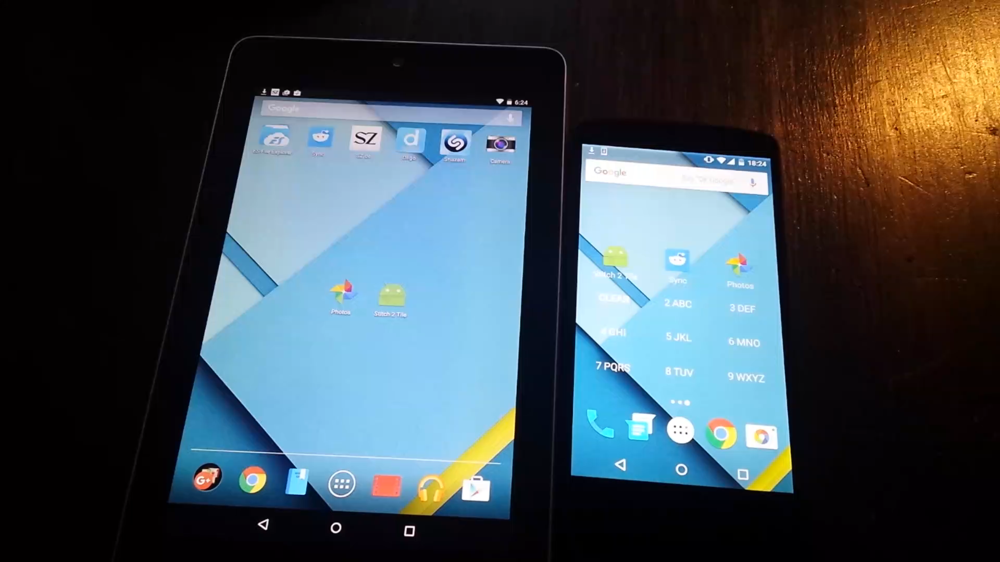 6:24
Google
SZ
d
ES File Explorer
Sync
SZ.de
Diigo
Shazam
Camera
Photos
Stitch 2 Tile
G+
18:24
Google
Say "Ok Google"
Stitch 2 Tile
Sync
Photos
CLEAR
2 ABC
3 DEF
4 GHI
5 JKL
6 MNO
7 PQRS
8 TUV
9 WXYZ